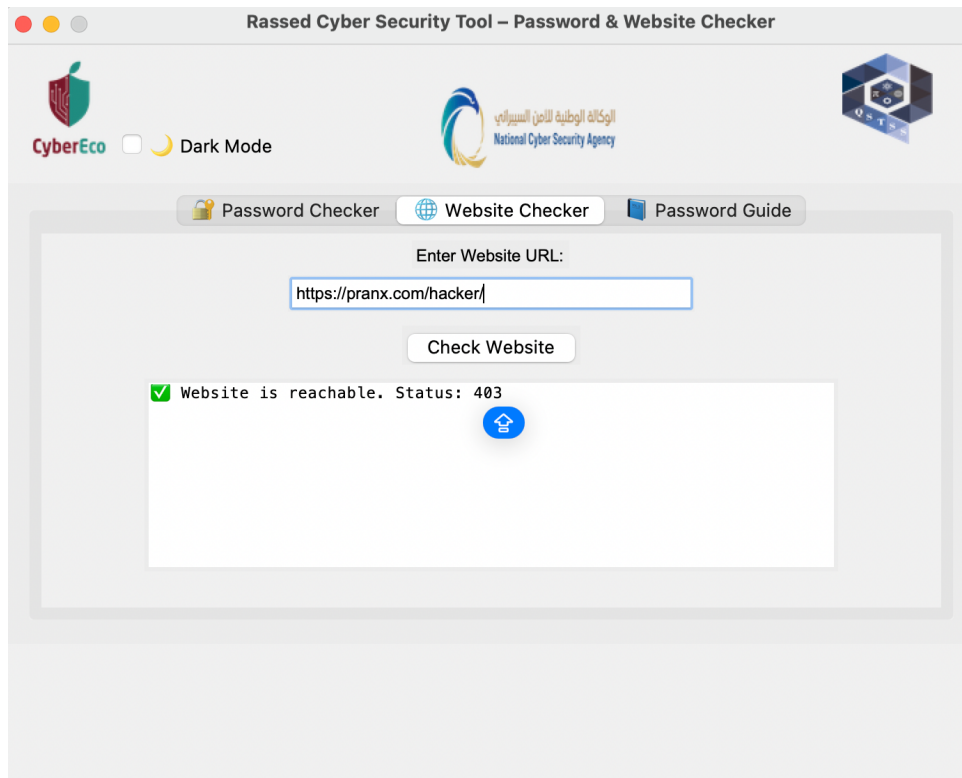 Rassed Cyber Security Tool – Password & Website Checker
CyberEco
🌙 Dark Mode
الوكالة الوطنية للأمن السيبراني
National Cyber Security Agency
QSTSS
🔐 Password Checker
🌐 Website Checker
📘 Password Guide
Enter Website URL:
https://pranx.com/hacker/
Check Website
✅ Website is reachable. Status: 403